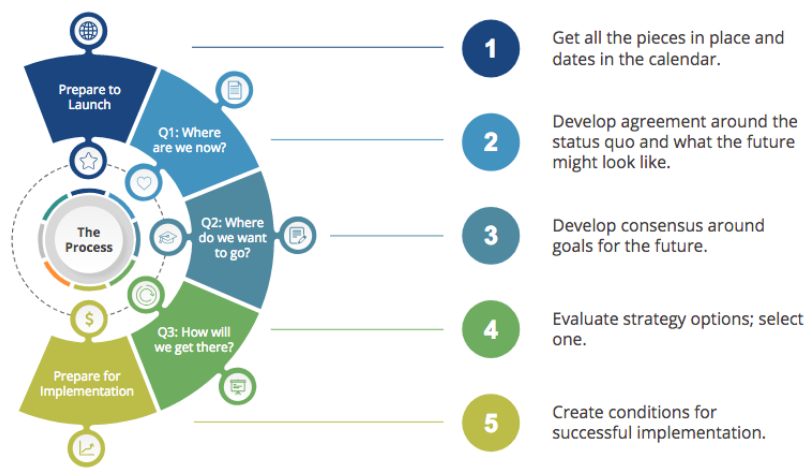 Prepare to
Launch
1
Get all the pieces in place and
dates in the calendar.
Q1: Where
are we now?
2
Develop agreement around the
status quo and what the future
might look like.
The
Process
Q2: Where
do we want
to go?
3
Develop consensus around
goals for the future.
Q3: How will
we get there?
4
Evaluate strategy options; select
one.
$
Prepare for
Implementation
5
Create conditions for
successful implementation.